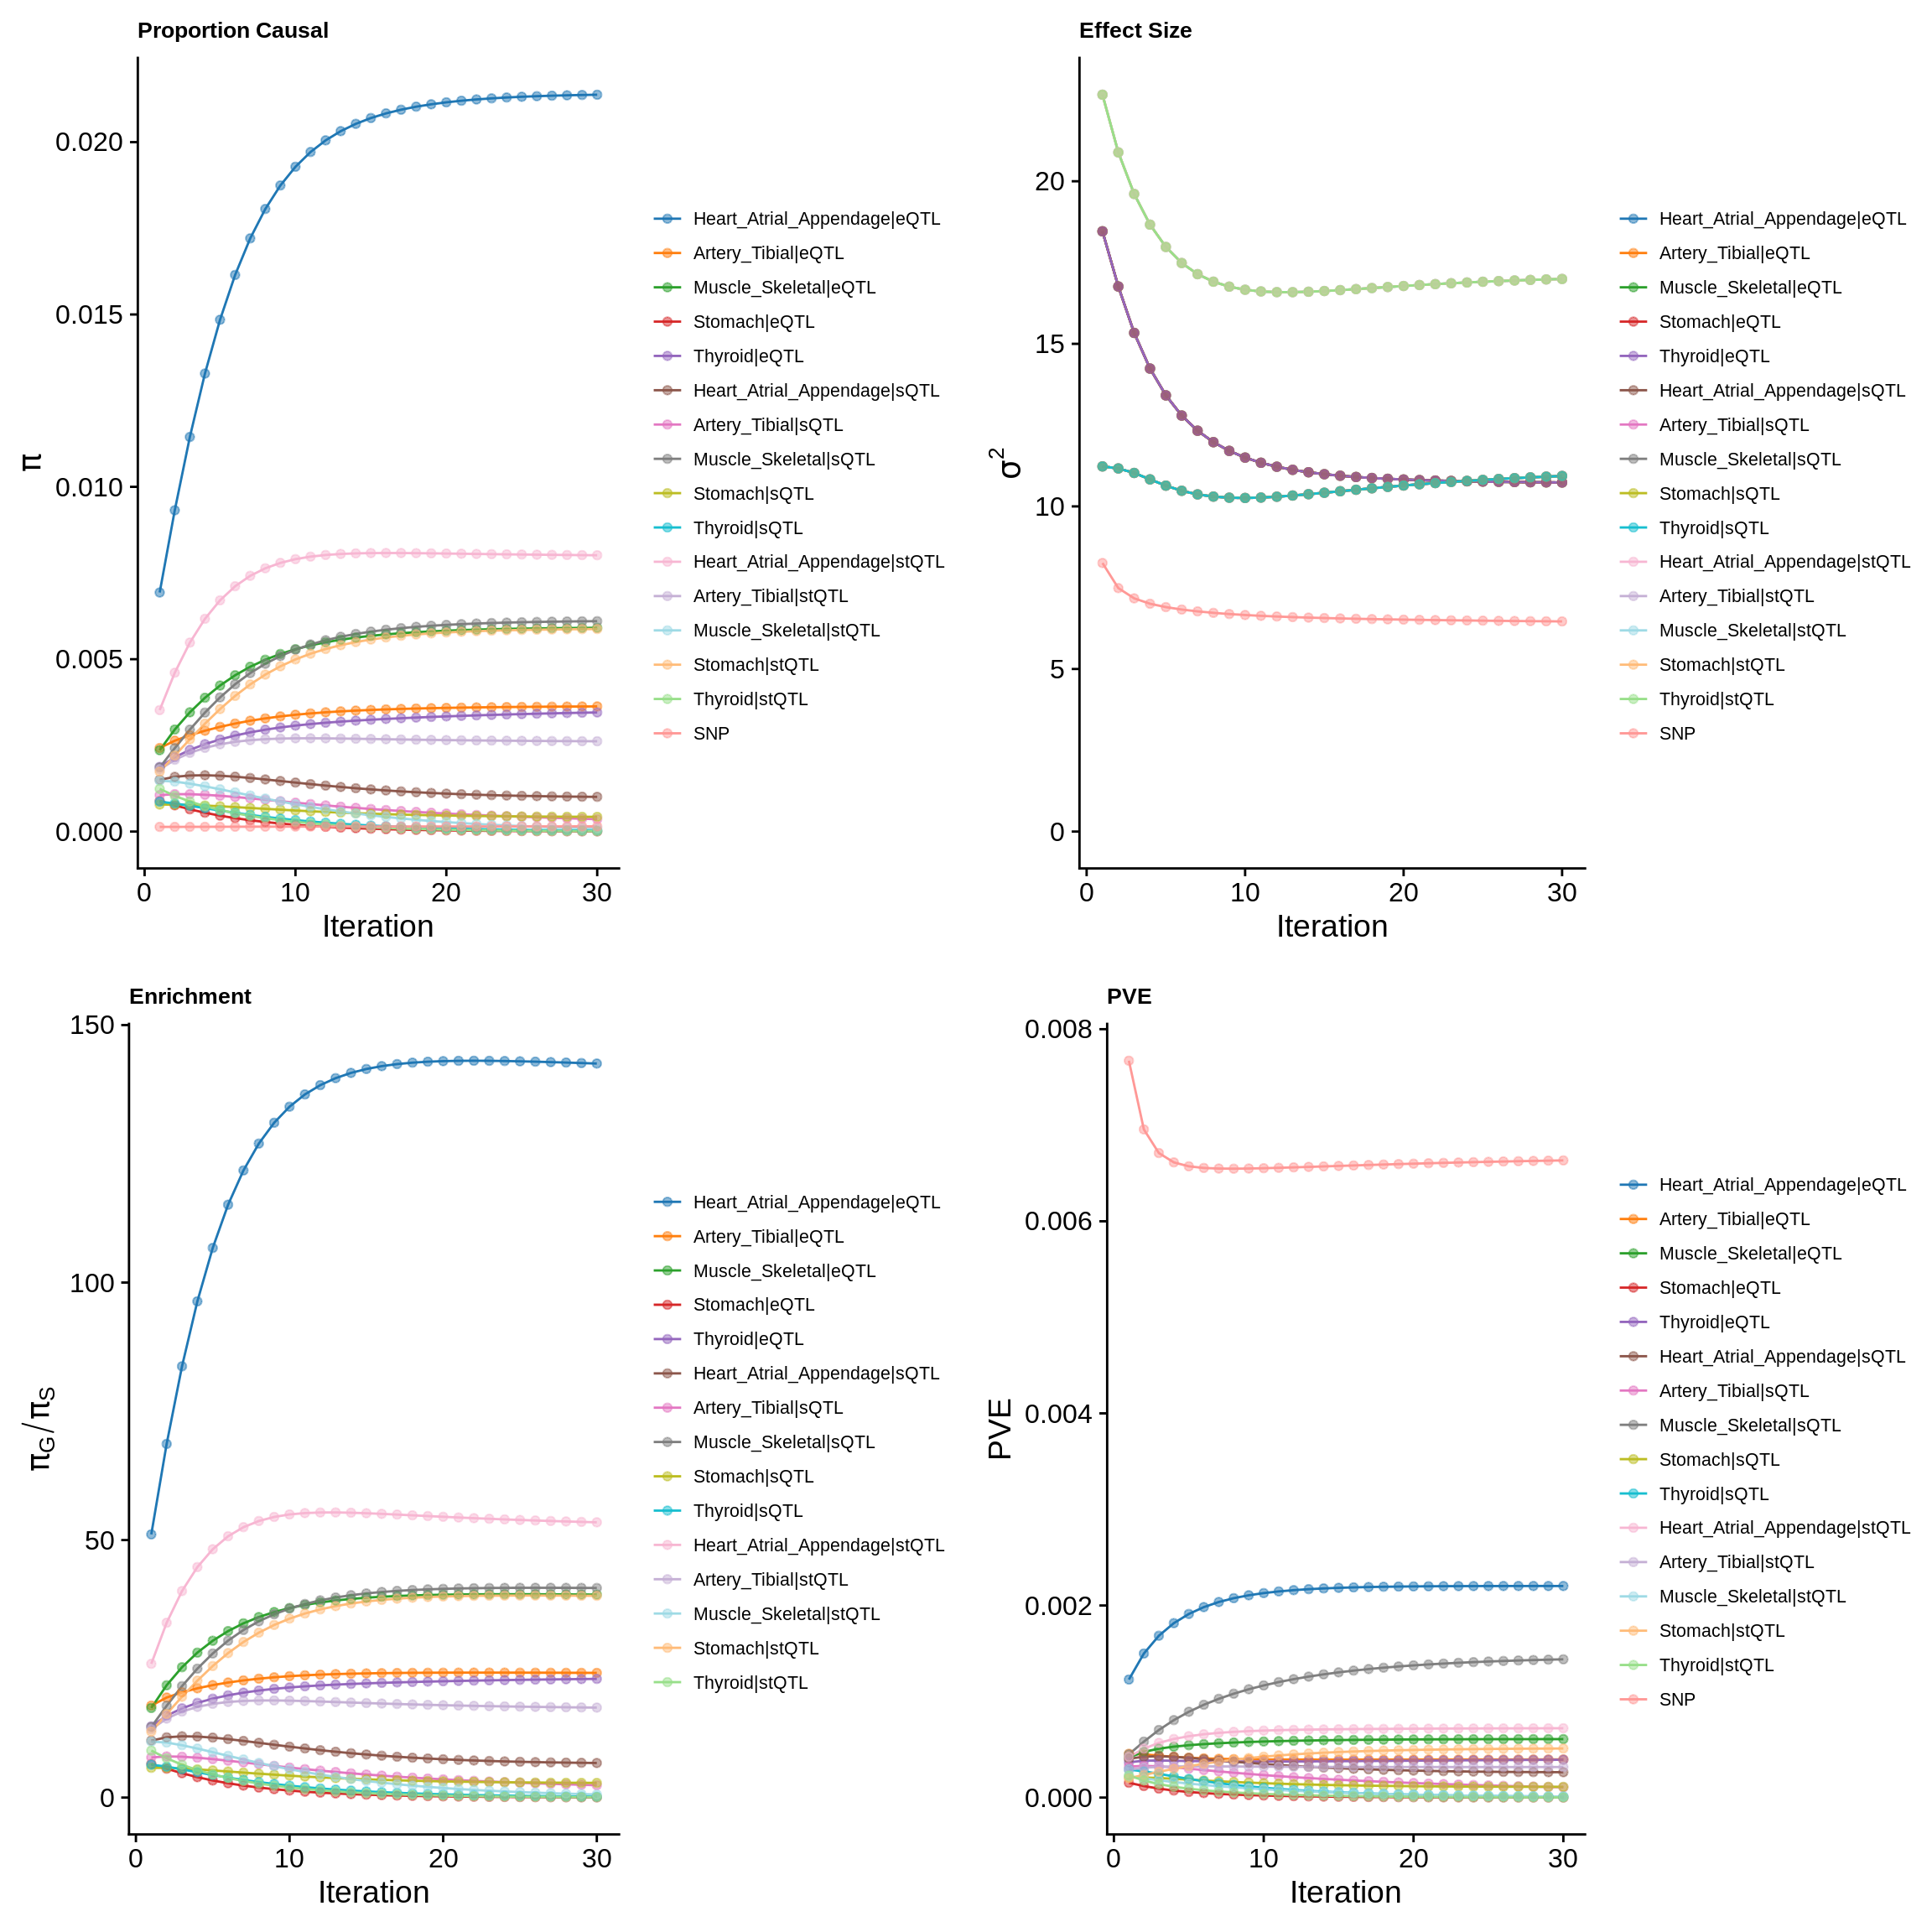 Proportion Causal
0.020
0.015
0.010
0.005
0.000
π
0 10 20 30
Iteration
Heart_Atrial_Appendage|eQTL
Artery_Tibial|eQTL
Muscle_Skeletal|eQTL
Stomach|eQTL
Thyroid|eQTL
Heart_Atrial_Appendage|sQTL
Artery_Tibial|sQTL
Muscle_Skeletal|sQTL
Stomach|sQTL
Thyroid|sQTL
Heart_Atrial_Appendage|stQTL
Artery_Tibial|stQTL
Muscle_Skeletal|stQTL
Stomach|stQTL
Thyroid|stQTL
SNP
Effect Size
20
15
10
5
0
σ²
0 10 20 30
Iteration
Heart_Atrial_Appendage|eQTL
Artery_Tibial|eQTL
Muscle_Skeletal|eQTL
Stomach|eQTL
Thyroid|eQTL
Heart_Atrial_Appendage|sQTL
Artery_Tibial|sQTL
Muscle_Skeletal|sQTL
Stomach|sQTL
Thyroid|sQTL
Heart_Atrial_Appendage|stQTL
Artery_Tibial|stQTL
Muscle_Skeletal|stQTL
Stomach|stQTL
Thyroid|stQTL
SNP
Enrichment
150
100
50
0
πG/πS
0 10 20 30
Iteration
Heart_Atrial_Appendage|eQTL
Artery_Tibial|eQTL
Muscle_Skeletal|eQTL
Stomach|eQTL
Thyroid|eQTL
Heart_Atrial_Appendage|sQTL
Artery_Tibial|sQTL
Muscle_Skeletal|sQTL
Stomach|sQTL
Thyroid|sQTL
Heart_Atrial_Appendage|stQTL
Artery_Tibial|stQTL
Muscle_Skeletal|stQTL
Stomach|stQTL
Thyroid|stQTL
PVE
0.008
0.006
0.004
0.002
0.000
PVE
0 10 20 30
Iteration
Heart_Atrial_Appendage|eQTL
Artery_Tibial|eQTL
Muscle_Skeletal|eQTL
Stomach|eQTL
Thyroid|eQTL
Heart_Atrial_Appendage|sQTL
Artery_Tibial|sQTL
Muscle_Skeletal|sQTL
Stomach|sQTL
Thyroid|sQTL
Heart_Atrial_Appendage|stQTL
Artery_Tibial|stQTL
Muscle_Skeletal|stQTL
Stomach|stQTL
Thyroid|stQTL
SNP